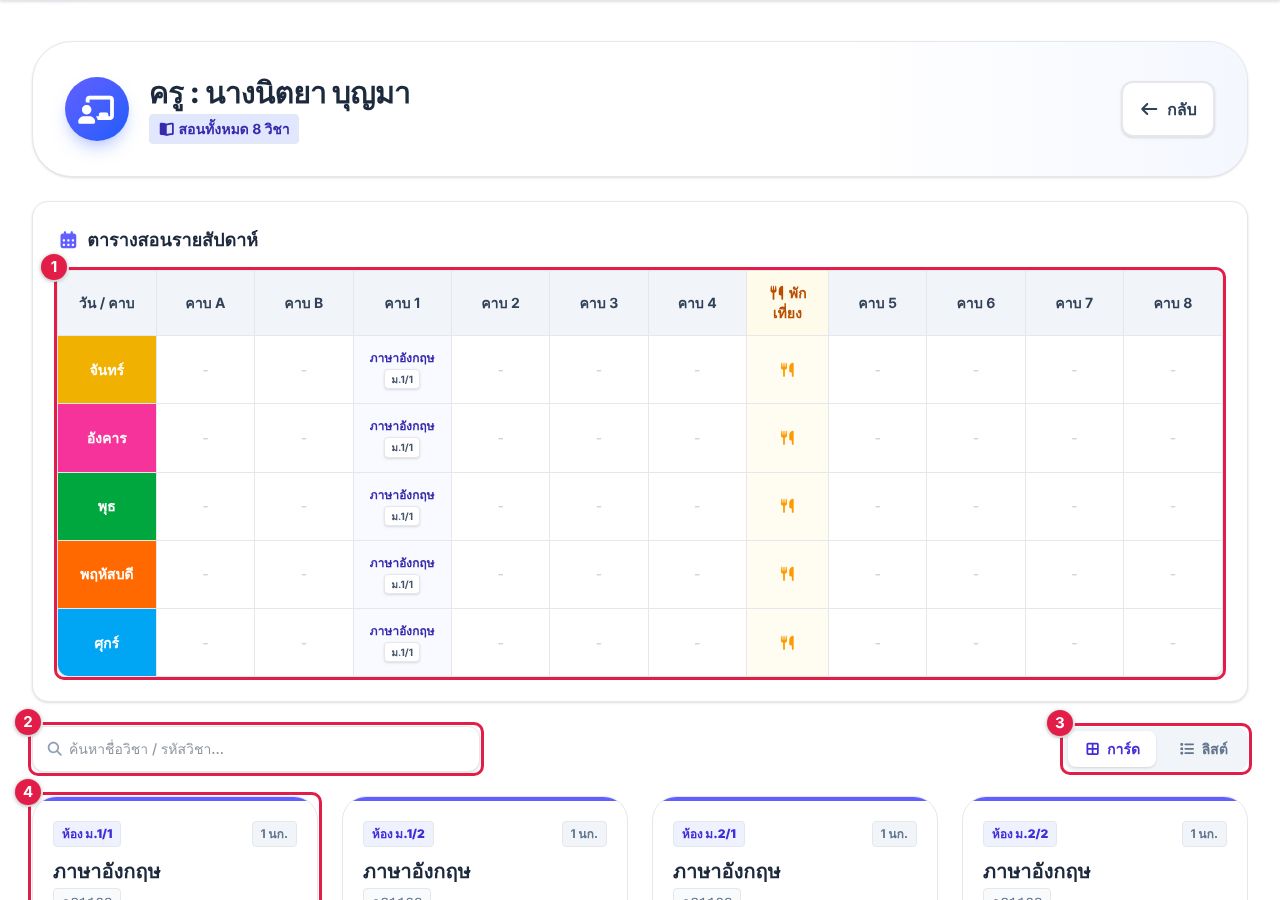 ครู : นางนิตยา บุญมา
สอนทั้งหมด 8 วิชา
กลับ
ตารางสอนรายสัปดาห์
1
วัน / คาบ คาบ A คาบ B คาบ 1 คาบ 2 คาบ 3 คาบ 4 พักเที่ยง คาบ 5 คาบ 6 คาบ 7 คาบ 8
จันทร์ - - ภาษาอังกฤษ - - - - - - -
ม.1/1
อังคาร - - ภาษาอังกฤษ - - - - - - -
ม.1/1
พุธ - - ภาษาอังกฤษ - - - - - - -
ม.1/1
พฤหัสบดี - - ภาษาอังกฤษ - - - - - - -
ม.1/1
ศุกร์ - - ภาษาอังกฤษ - - - - - - -
ม.1/1
2
ค้นหาชื่อวิชา / รหัสวิชา...
3
การ์ด ลิสต์
4
ห้อง ม.1/1 1 นก. ห้อง ม.1/2 1 นก. ห้อง ม.2/1 1 นก. ห้อง ม.2/2 1 นก.
ภาษาอังกฤษ ภาษาอังกฤษ ภาษาอังกฤษ ภาษาอังกฤษ